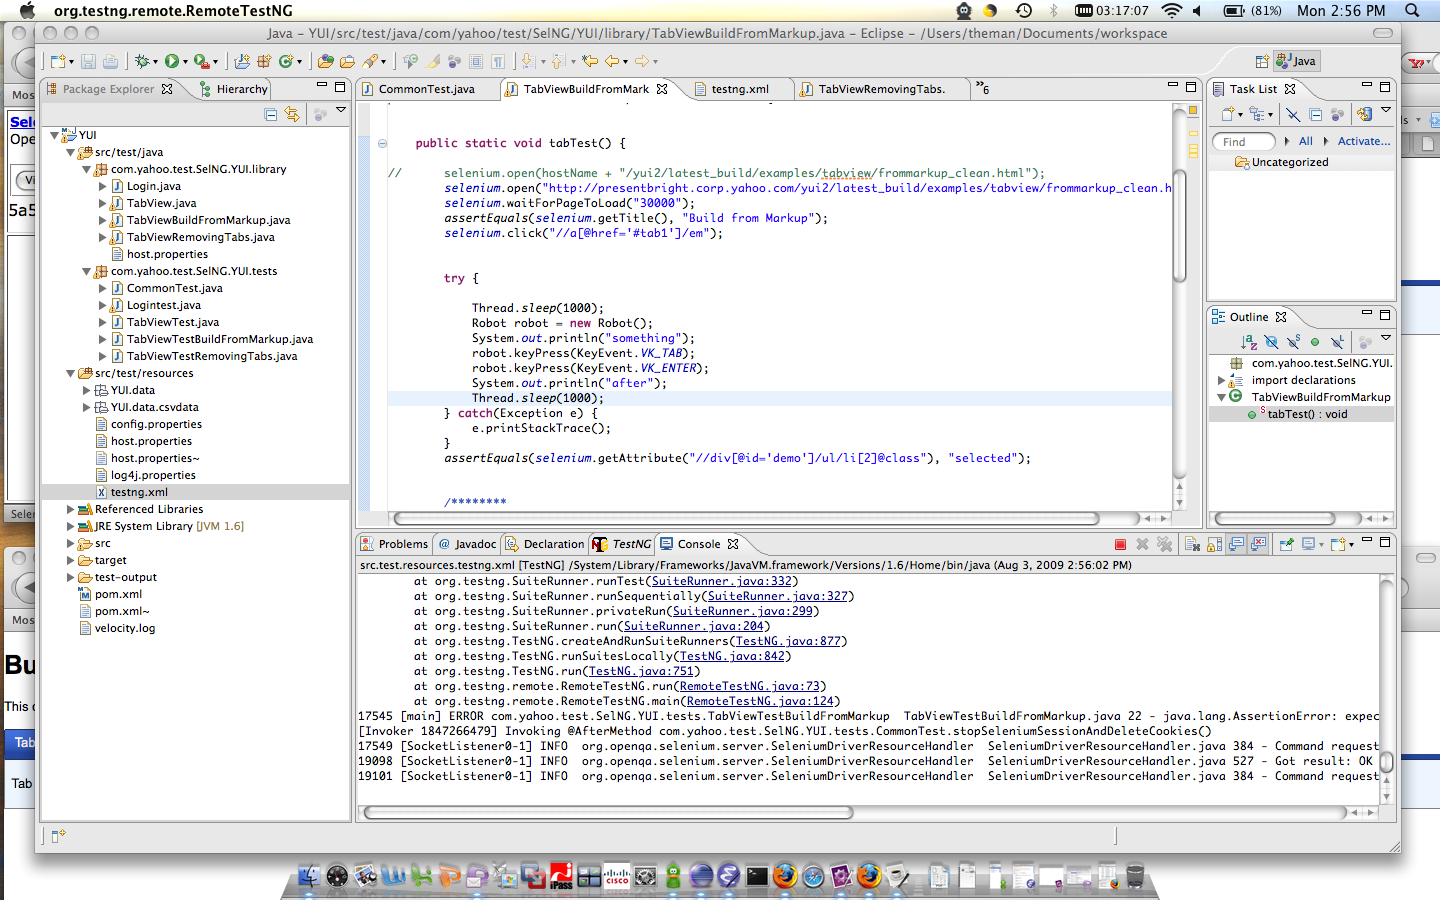 org.testng.remote.RemoteTestNG
03:17:07
(81%)
Mon 2:56 PM
Java – YUI/src/test/java/com/yahoo/test/SelNG/YUI/library/TabViewBuildFromMarkup.java – Eclipse – /Users/theman/Documents/workspace
Java
Package Explorer
Hierarchy
YUI
src/test/java
com.yahoo.test.SelNG.YUI.library
Login.java
TabView.java
TabViewBuildFromMarkup.java
TabViewRemovingTabs.java
host.properties
com.yahoo.test.SelNG.YUI.tests
CommonTest.java
Logintest.java
TabViewTest.java
TabViewTestBuildFromMarkup.java
TabViewTestRemovingTabs.java
src/test/resources
YUI.data
YUI.data.csvdata
config.properties
host.properties
host.properties~
log4j.properties
testng.xml
Referenced Libraries
JRE System Library [JVM 1.6]
src
target
test-output
pom.xml
pom.xml~
velocity.log
CommonTest.java
TabViewBuildFromMark
testng.xml
TabViewRemovingTabs.
»6
public static void tabTest() {
// selenium.open(hostName + "/yui2/latest_build/examples/tabview/frommarkup_clean.html");
selenium.open("http://presentbright.corp.yahoo.com/yui2/latest_build/examples/tabview/frommarkup_clean.h
selenium.waitForPageToLoad("30000");
assertEquals(selenium.getTitle(), "Build from Markup");
selenium.click("//a[@href='#tab1']/em");
try {
Thread.sleep(1000);
Robot robot = new Robot();
System.out.println("something");
robot.keyPress(KeyEvent.VK_TAB);
robot.keyPress(KeyEvent.VK_ENTER);
System.out.println("after");
Thread.sleep(1000);
} catch(Exception e) {
e.printStackTrace();
}
assertEquals(selenium.getAttribute("//div[@id='demo']/ul/li[2]@class"), "selected");
/********
Task List
Find
All
Activate...
Uncategorized
Outline
com.yahoo.test.SelNG.YUI.
import declarations
TabViewBuildFromMarkup
tabTest() : void
Problems
Javadoc
Declaration
TestNG
Console
src.test.resources.testng.xml [TestNG] /System/Library/Frameworks/JavaVM.framework/Versions/1.6/Home/bin/java (Aug 3, 2009 2:56:02 PM)
at org.testng.SuiteRunner.runTest(SuiteRunner.java:332)
at org.testng.SuiteRunner.runSequentially(SuiteRunner.java:327)
at org.testng.SuiteRunner.privateRun(SuiteRunner.java:299)
at org.testng.SuiteRunner.run(SuiteRunner.java:204)
at org.testng.TestNG.createAndRunSuiteRunners(TestNG.java:877)
at org.testng.TestNG.runSuitesLocally(TestNG.java:842)
at org.testng.TestNG.run(TestNG.java:751)
at org.testng.remote.RemoteTestNG.run(RemoteTestNG.java:73)
at org.testng.remote.RemoteTestNG.main(RemoteTestNG.java:124)
17545 [main] ERROR com.yahoo.test.SelNG.YUI.tests.TabViewTestBuildFromMarkup TabViewTestBuildFromMarkup.java 22 - java.lang.AssertionError: expec
[Invoker 1847266479] Invoking @AfterMethod com.yahoo.test.SelNG.YUI.tests.CommonTest.stopSeleniumSessionAndDeleteCookies()
17549 [SocketListener0-1] INFO org.openqa.selenium.server.SeleniumDriverResourceHandler SeleniumDriverResourceHandler.java 384 - Command request
19098 [SocketListener0-1] INFO org.openqa.selenium.server.SeleniumDriverResourceHandler SeleniumDriverResourceHandler.java 527 - Got result: OK
19101 [SocketListener0-1] INFO org.openqa.selenium.server.SeleniumDriverResourceHandler SeleniumDriverResourceHandler.java 384 - Command request
Mos
Sele
Ope
Vi
5a5
Selen
Mos
Bu
This c
Tab
Tab
iPass
CISCO